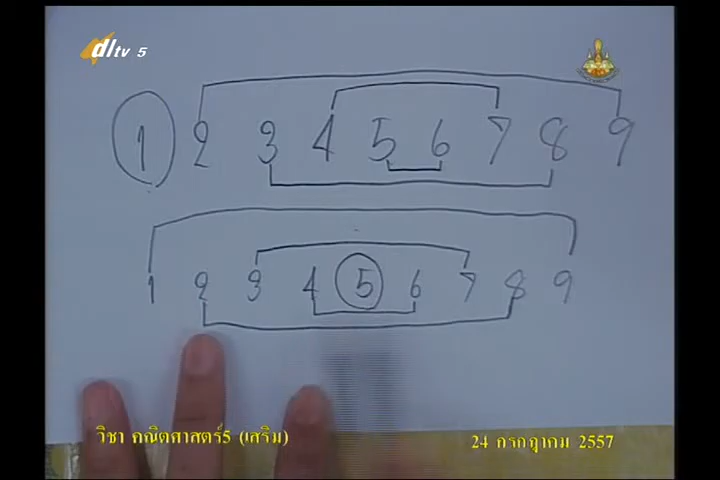 dltv 5
1 2 3 4 5 6 7 8 9
1 2 3 4 5 6 7 8 9
วิชา คณิตศาสตร์5 (เสริม)
24 กรกฎาคม 2557